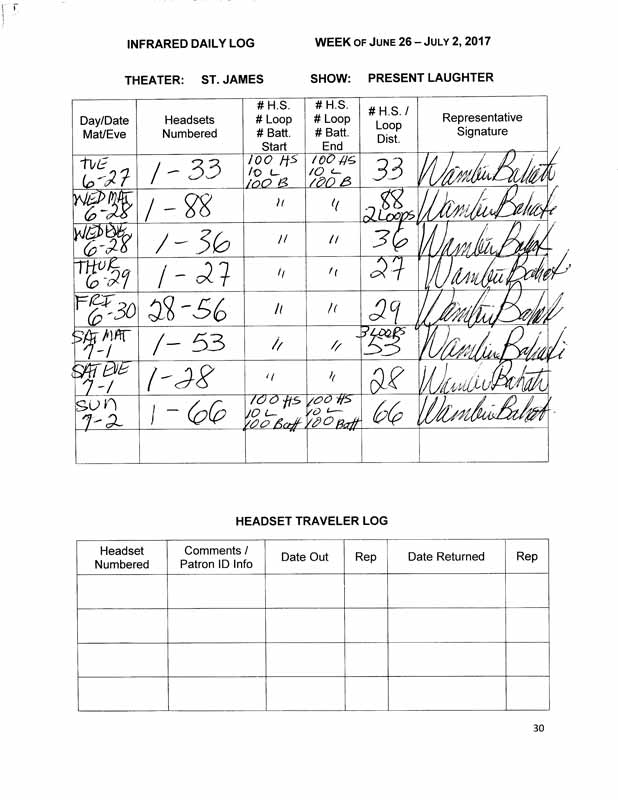 INFRARED DAILY LOG WEEK OF JUNE 26 – JULY 2, 2017
THEATER: ST. JAMES SHOW: PRESENT LAUGHTER
Day/Date Mat/Eve Headsets Numbered # H.S. # Loop # Batt. Start # H.S. # Loop # Batt. End # H.S. / Loop Dist. Representative Signature
TUE 6-27 1-33 100 HS 10 L 100 B 100 HS 10 L 100 B 33 Wambui Bahati
WED MAT 6-28 1-88 " " 88 2 Loops Wambui Bahati
WED EVE 6-28 1-36 " " 36 Wambui Bahati
THUR 6-29 1-27 " " 27 Wambui Bahati
FRI 6-30 28-56 " " 29 Wambui Bahati
SAT MAT 7-1 1-53 " " 3 LOOPS 53 Wambui Bahati
SAT EVE 7-1 1-28 " " 28 Wambui Bahati
SUN 7-2 1-66 100 HS 10 L 100 Batt 100 HS 10 L 100 Batt 66 Wambui Bahati
HEADSET TRAVELER LOG
Headset Numbered Comments / Patron ID Info Date Out Rep Date Returned Rep
30